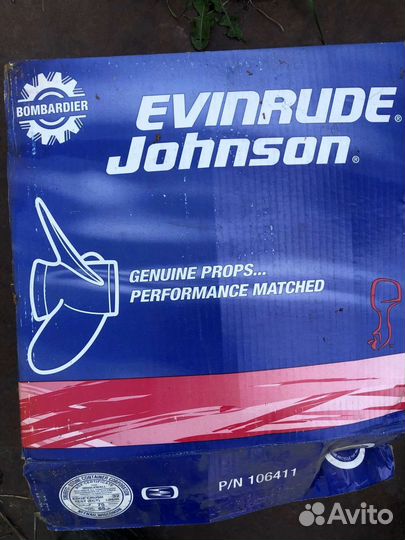 BOMBARDIER
EVINRUDE®
Johnson®
GENUINE PROPS...
PERFORMANCE MATCHED
P/N 106411
Avito